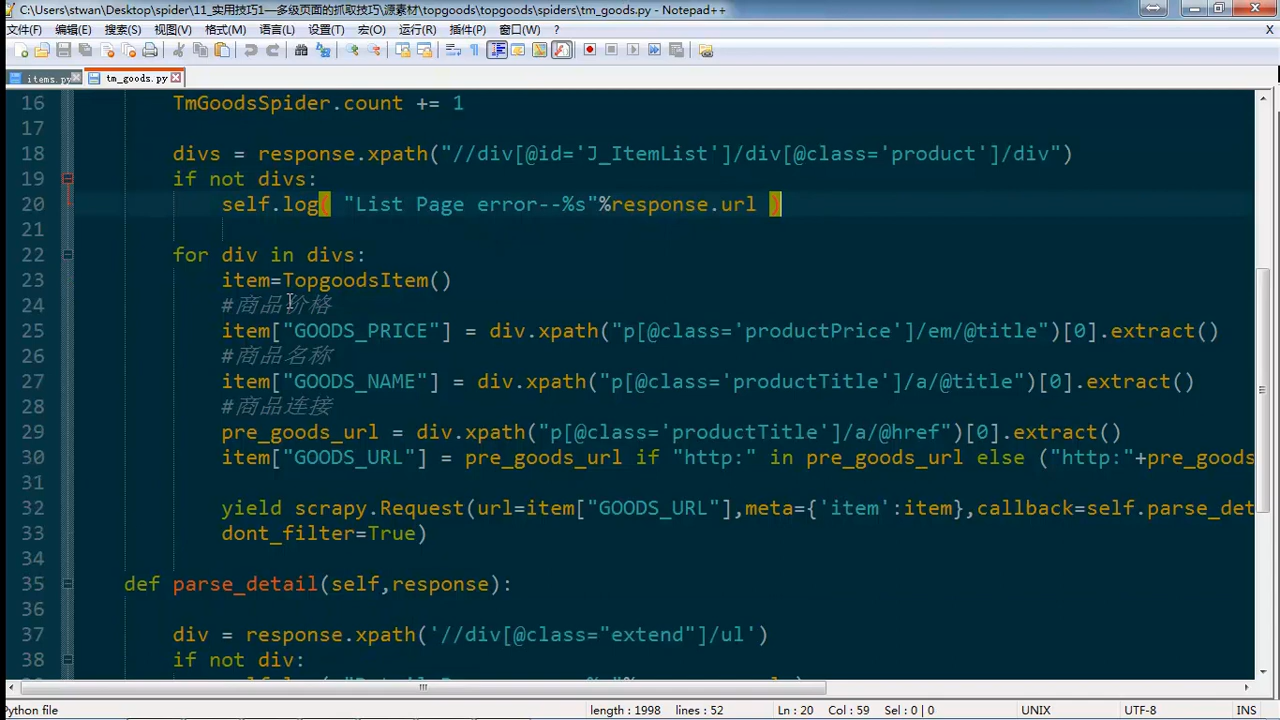 C:\Users\stwan\Desktop\spider\11_实用技巧1—多级页面的抓取技巧\源素材\topgoods\topgoods\spiders\tm_goods.py - Notepad++
文件(F) 编辑(E) 搜索(S) 视图(V) 格式(M) 语言(L) 设置(T) 宏(O) 运行(R) 插件(P) 窗口(W) ? X
items.py tm_goods.py
16 TmGoodsSpider.count += 1
17
18 divs = response.xpath("//div[@id='J_ItemList']/div[@class='product']/div")
19 if not divs:
20 self.log( "List Page error--%s"%response.url )
21
22 for div in divs:
23 item=TopgoodsItem()
24 #商品价格
25 item["GOODS_PRICE"] = div.xpath("p[@class='productPrice']/em/@title")[0].extract()
26 #商品名称
27 item["GOODS_NAME"] = div.xpath("p[@class='productTitle']/a/@title")[0].extract()
28 #商品连接
29 pre_goods_url = div.xpath("p[@class='productTitle']/a/@href")[0].extract()
30 item["GOODS_URL"] = pre_goods_url if "http:" in pre_goods_url else ("http:"+pre_goods
31
32 yield scrapy.Request(url=item["GOODS_URL"],meta={'item':item},callback=self.parse_det
33 dont_filter=True)
34
35 def parse_detail(self,response):
36
37 div = response.xpath('//div[@class="extend"]/ul')
38 if not div:
Python file length : 1998 lines : 52 Ln : 20 Col : 59 Sel : 0 | 0 UNIX UTF-8 INS